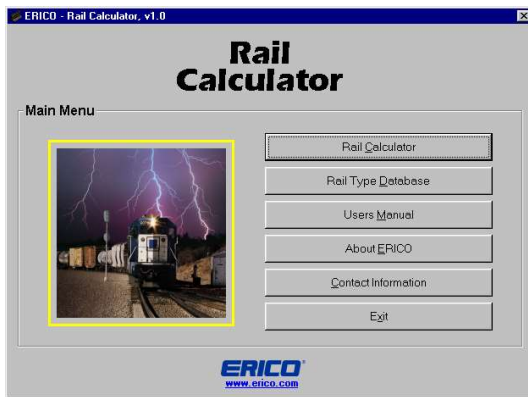 ERICO - Rail Calculator, v1.0
Rail
Calculator
Main Menu
Rail Calculator
Rail Type Database
Users Manual
About ERICO
Contact Information
Exit
ERICO®
www.erico.com